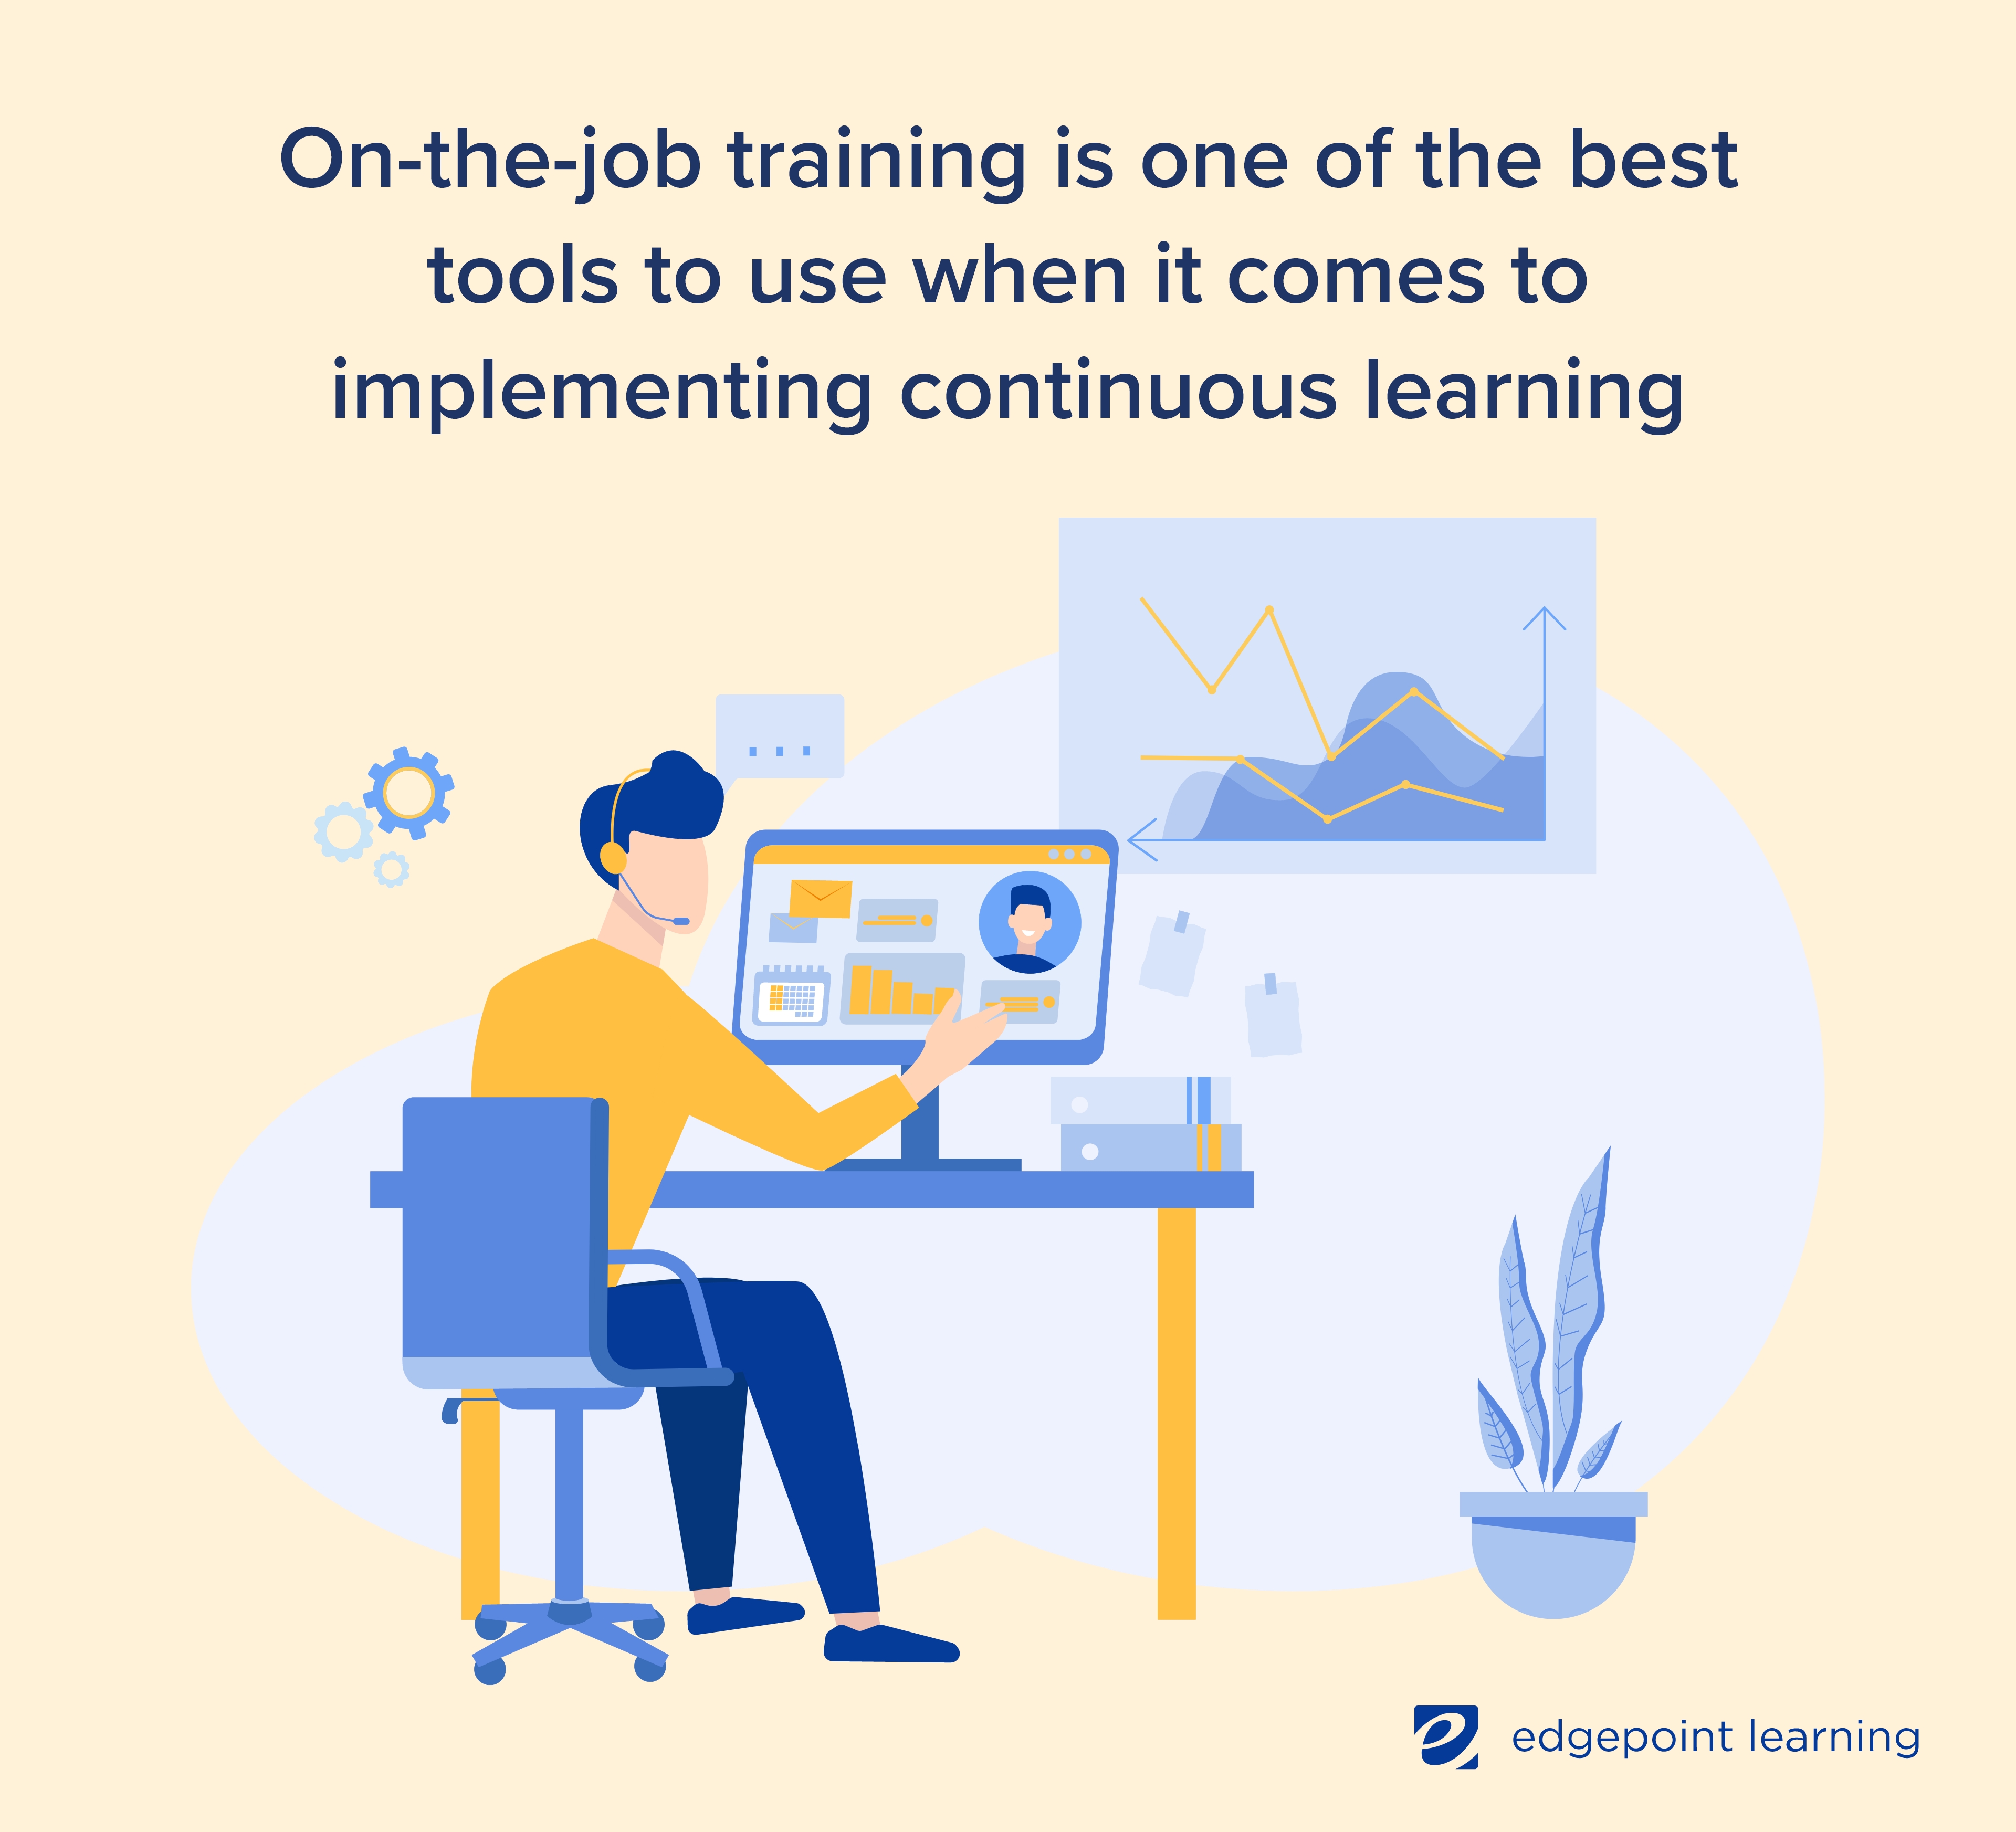 On-the-job training is one of the best
tools to use when it comes to
implementing continuous learning
edgepoint learning